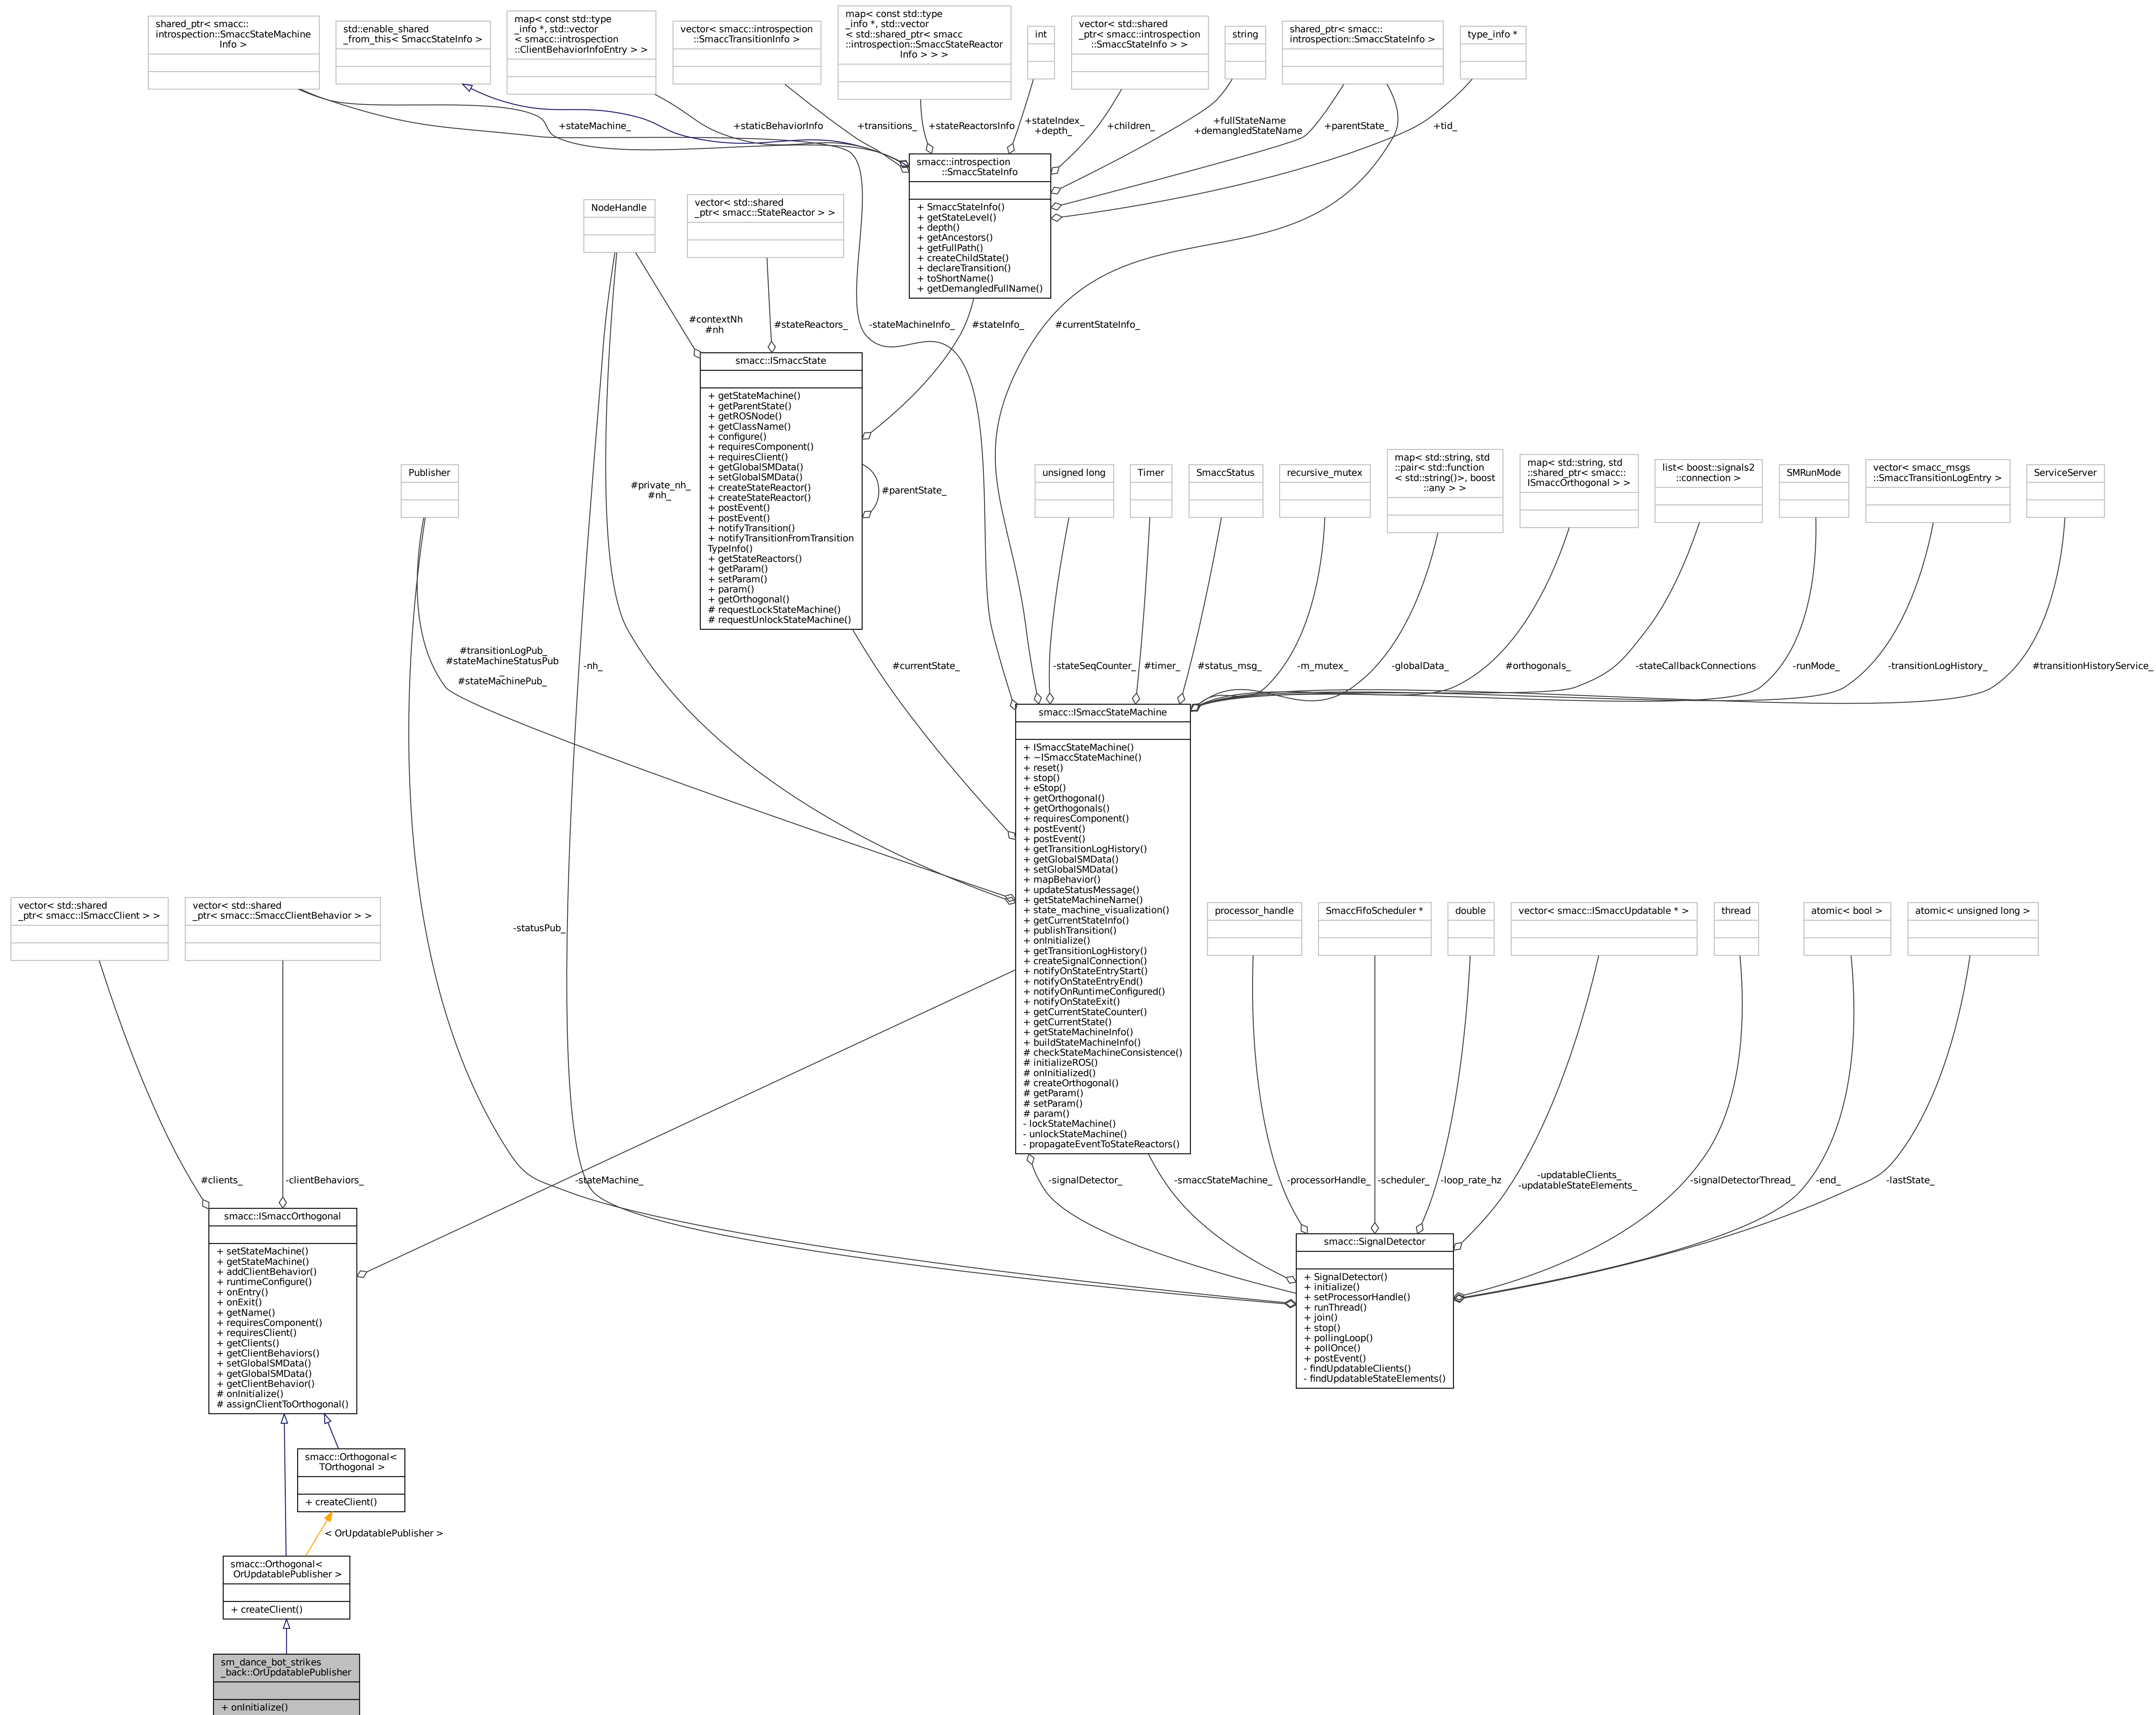 shared_ptr< smacc::
introspection::SmaccStateMachine
Info >
std::enable_shared
_from_this< SmaccStateInfo >
map< const std::type
_info *, std::vector
< smacc::introspection
::ClientBehaviorInfoEntry > >
vector< smacc::introspection
::SmaccTransitionInfo >
map< const std::type
_info *, std::vector
< std::shared_ptr< smacc
::introspection::SmaccStateReactor
Info > > >
int
vector< std::shared
_ptr< smacc::introspection
::SmaccStateInfo > >
string
shared_ptr< smacc::
introspection::SmaccStateInfo >
type_info *
+stateMachine_
+staticBehaviorInfo
+transitions_
+stateReactorsInfo
+stateIndex_
+depth_
+children_
+fullStateName
+demangledStateName
+parentState_
+tid_
smacc::introspection
::SmaccStateInfo
+ SmaccStateInfo()
+ getStateLevel()
+ depth()
+ getAncestors()
+ getFullPath()
+ createChildState()
+ declareTransition()
+ toShortName()
+ getDemangledFullName()
NodeHandle
vector< std::shared
_ptr< smacc::StateReactor > >
#contextNh
#nh
#stateReactors_
-stateMachineInfo_
#stateInfo_
#currentStateInfo_
smacc::ISmaccState
+ getStateMachine()
+ getParentState()
+ getROSNode()
+ getClassName()
+ configure()
+ requiresComponent()
+ requiresClient()
+ getGlobalSMData()
+ setGlobalSMData()
+ createStateReactor()
+ createStateReactor()
+ postEvent()
+ postEvent()
+ notifyTransition()
+ notifyTransitionFromTransition
TypeInfo()
+ getStateReactors()
+ getParam()
+ setParam()
+ param()
+ getOrthogonal()
# requestLockStateMachine()
# requestUnlockStateMachine()
#parentState_
Publisher
#private_nh_
#nh_
unsigned long
Timer
SmaccStatus
recursive_mutex
map< std::string, std
::pair< std::function
< std::string()>, boost
::any > >
map< std::string, std
::shared_ptr< smacc::
ISmaccOrthogonal > >
list< boost::signals2
::connection >
SMRunMode
vector< smacc_msgs
::SmaccTransitionLogEntry >
ServiceServer
#transitionLogPub_
#stateMachineStatusPub
_
#stateMachinePub_
-nh_
#currentState_
-stateSeqCounter_
#timer_
#status_msg_
-m_mutex_
-globalData_
#orthogonals_
-stateCallbackConnections
-runMode_
-transitionLogHistory_
#transitionHistoryService_
smacc::ISmaccStateMachine
+ ISmaccStateMachine()
+ ~ISmaccStateMachine()
+ reset()
+ stop()
+ eStop()
+ getOrthogonal()
+ getOrthogonals()
+ requiresComponent()
+ postEvent()
+ postEvent()
+ getTransitionLogHistory()
+ getGlobalSMData()
+ setGlobalSMData()
+ mapBehavior()
+ updateStatusMessage()
+ getStateMachineName()
+ state_machine_visualization()
+ getCurrentStateInfo()
+ publishTransition()
+ onInitialize()
+ getTransitionLogHistory()
+ createSignalConnection()
+ notifyOnStateEntryStart()
+ notifyOnStateEntryEnd()
+ notifyOnRuntimeConfigured()
+ notifyOnStateExit()
+ getCurrentStateCounter()
+ getCurrentState()
+ getStateMachineInfo()
+ buildStateMachineInfo()
# checkStateMachineConsistence()
# initializeROS()
# onInitialized()
# createOrthogonal()
# getParam()
# setParam()
# param()
- lockStateMachine()
- unlockStateMachine()
- propagateEventToStateReactors()
vector< std::shared
_ptr< smacc::ISmaccClient > >
vector< std::shared
_ptr< smacc::SmaccClientBehavior > >
-statusPub_
processor_handle
SmaccFifoScheduler *
double
vector< smacc::ISmaccUpdatable * >
thread
atomic< bool >
atomic< unsigned long >
#clients_
-clientBehaviors_
-stateMachine_
-signalDetector_
-smaccStateMachine_
-processorHandle_
-scheduler_
-loop_rate_hz
-updatableClients_
-updatableStateElements_
-signalDetectorThread_
-end_
-lastState_
smacc::ISmaccOrthogonal
+ setStateMachine()
+ getStateMachine()
+ addClientBehavior()
+ runtimeConfigure()
+ onEntry()
+ onExit()
+ getName()
+ requiresComponent()
+ requiresClient()
+ getClients()
+ getClientBehaviors()
+ setGlobalSMData()
+ getGlobalSMData()
+ getClientBehavior()
# onInitialize()
# assignClientToOrthogonal()
smacc::SignalDetector
+ SignalDetector()
+ initialize()
+ setProcessorHandle()
+ runThread()
+ join()
+ stop()
+ pollingLoop()
+ pollOnce()
+ postEvent()
- findUpdatableClients()
- findUpdatableStateElements()
smacc::Orthogonal<
TOrthogonal >
+ createClient()
< OrUpdatablePublisher >
smacc::Orthogonal<
OrUpdatablePublisher >
+ createClient()
sm_dance_bot_strikes
_back::OrUpdatablePublisher
+ onInitialize()